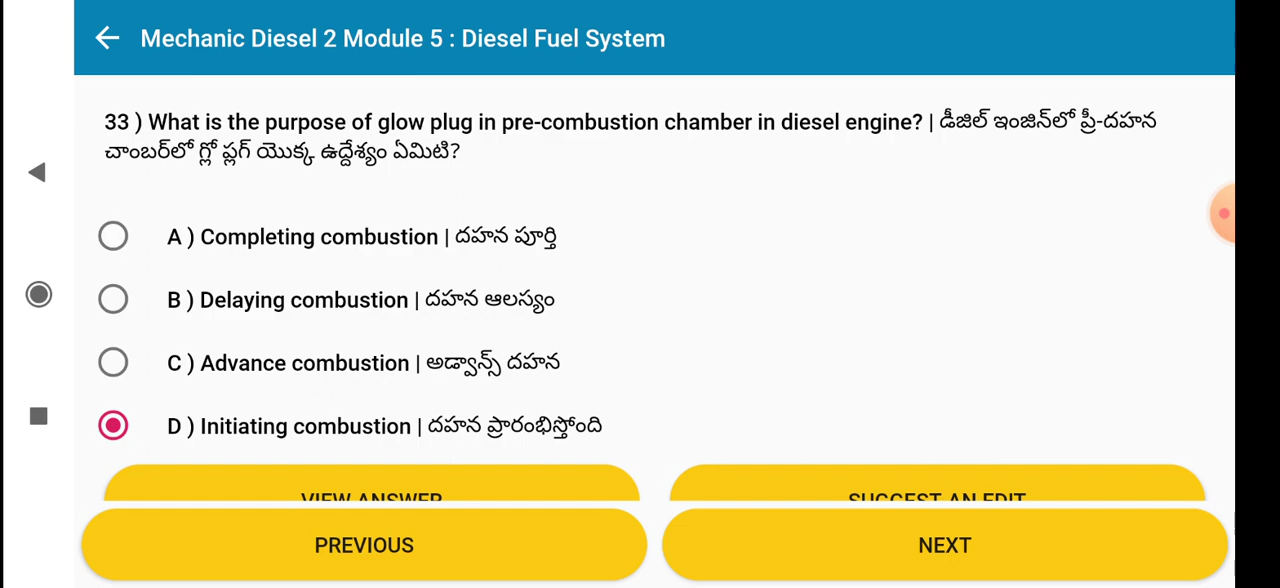 Mechanic Diesel 2 Module 5 : Diesel Fuel System
33 ) What is the purpose of glow plug in pre-combustion chamber in diesel engine? | డీజిల్ ఇంజిన్‌లో ప్రీ-దహన
చాంబర్‌లో గ్లో ప్లగ్ యొక్క ఉద్దేశ్యం ఏమిటి?
A ) Completing combustion | దహన పూర్తి
B ) Delaying combustion | దహన ఆలస్యం
C ) Advance combustion | అడ్వాన్స్ దహన
D ) Initiating combustion | దహన ప్రారంభిస్తోంది
VIEW ANSWER SUGGEST AN EDIT
PREVIOUS NEXT